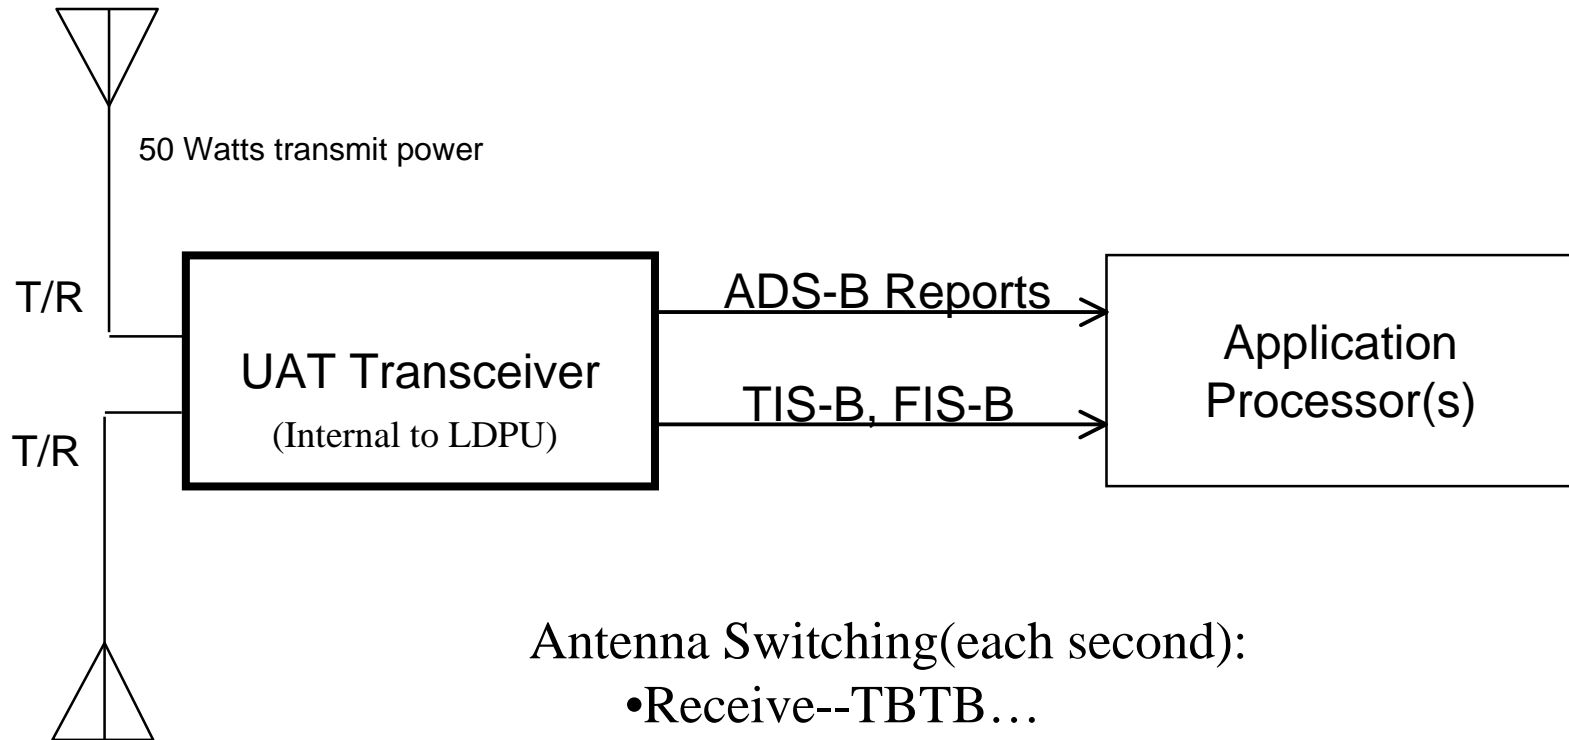 50 Watts transmit power
T/R
ADS-B Reports
UAT Transceiver
(Internal to LDPU)
TIS-B, FIS-B
Application
Processor(s)
T/R
Antenna Switching(each second):
•Receive--TBTB…